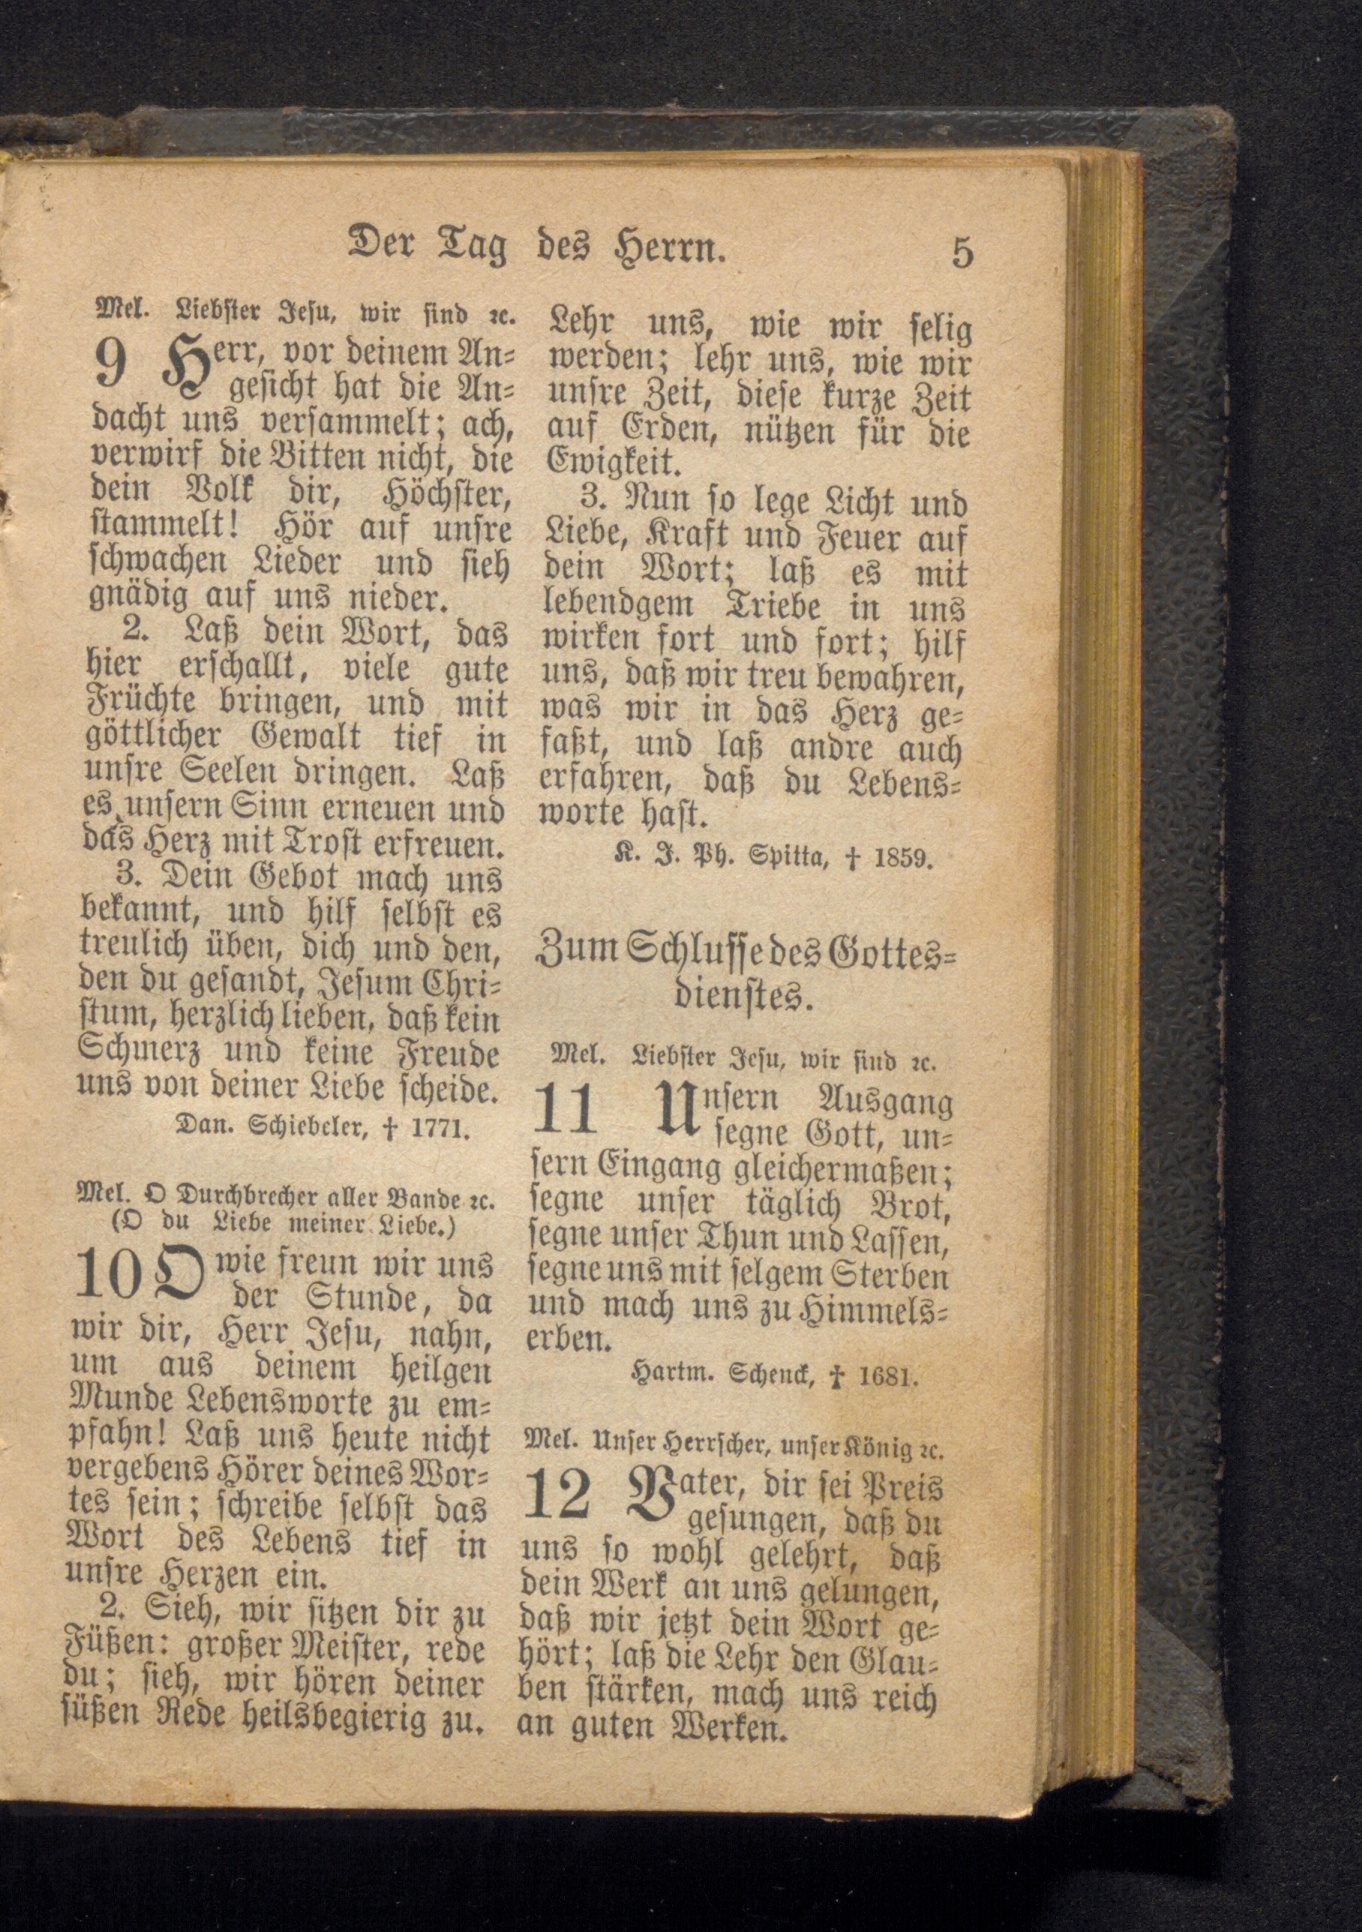 Der Tag des Herrn.
5
Mel. Liebster Jesu, wir sind ꝛc.
9 Herr, vor deinem An-
gesicht hat die An-
dacht uns versammelt; ach,
verwirf die Bitten nicht, die
dein Volk dir, Höchster,
stammelt! Hör auf unsre
schwachen Lieder und sieh
gnädig auf uns nieder.
2. Laß dein Wort, das
hier erschallt, viele gute
Früchte bringen, und mit
göttlicher Gewalt tief in
unsre Seelen dringen. Laß
es unsern Sinn erneuen und
das Herz mit Trost erfreuen.
3. Dein Gebot mach uns
bekannt, und hilf selbst es
treulich üben, dich und den,
den du gesandt, Jesum Chri-
stum, herzlich lieben, daß kein
Schmerz und keine Freude
uns von deiner Liebe scheide.
Dan. Schiebeler, † 1771.
Mel. O Durchbrecher aller Bande ꝛc.
(O du Liebe meiner Liebe.)
10 O wie freun wir uns
der Stunde, da
wir dir, Herr Jesu, nahn,
um aus deinem heilgen
Munde Lebensworte zu em-
pfahn! Laß uns heute nicht
vergebens Hörer deines Wor-
tes sein; schreibe selbst das
Wort des Lebens tief in
unsre Herzen ein.
2. Sieh, wir sitzen dir zu
Füßen: großer Meister, rede
du; sieh, wir hören deiner
süßen Rede heilsbegierig zu.
Lehr uns, wie wir selig
werden; lehr uns, wie wir
unsre Zeit, diese kurze Zeit
auf Erden, nützen für die
Ewigkeit.
3. Nun so lege Licht und
Liebe, Kraft und Feuer auf
dein Wort; laß es mit
lebendgem Triebe in uns
wirken fort und fort; hilf
uns, daß wir treu bewahren,
was wir in das Herz ge-
faßt, und laß andre auch
erfahren, daß du Lebens-
worte hast.
K. J. Ph. Spitta, † 1859.
Zum Schlusse des Gottes-
dienstes.
Mel. Liebster Jesu, wir sind ꝛc.
11 Unsern Ausgang
segne Gott, un-
sern Eingang gleichermaßen;
segne unser täglich Brot,
segne unser Thun und Lassen,
segne uns mit selgem Sterben
und mach uns zu Himmels-
erben.
Hartm. Schenck, † 1681.
Mel. Unser Herrscher, unser König ꝛc.
12 Vater, dir sei Preis
gesungen, daß du
uns so wohl gelehrt, daß
dein Werk an uns gelungen,
daß wir jetzt dein Wort ge-
hört; laß die Lehr den Glau-
ben stärken, mach uns reich
an guten Werken.